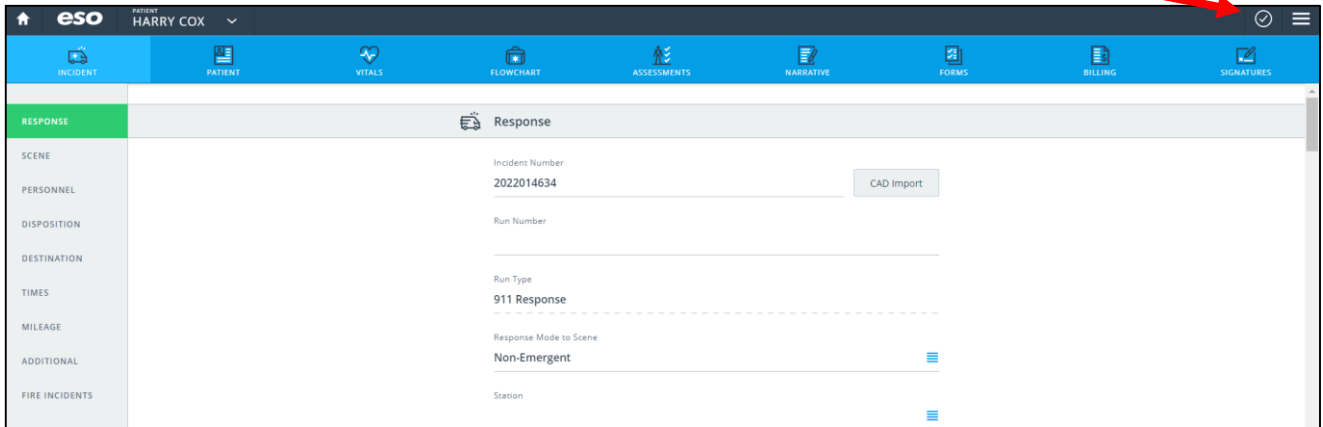 eso PATIENT HARRY COX
INCIDENT PATIENT VITALS FLOWCHART ASSESSMENTS NARRATIVE FORMS BILLING SIGNATURES
RESPONSE
Response
SCENE
PERSONNEL
DISPOSITION
DESTINATION
TIMES
MILEAGE
ADDITIONAL
FIRE INCIDENTS
Incident Number
2022014634
CAD Import
Run Number
Run Type
911 Response
Response Mode to Scene
Non-Emergent
Station